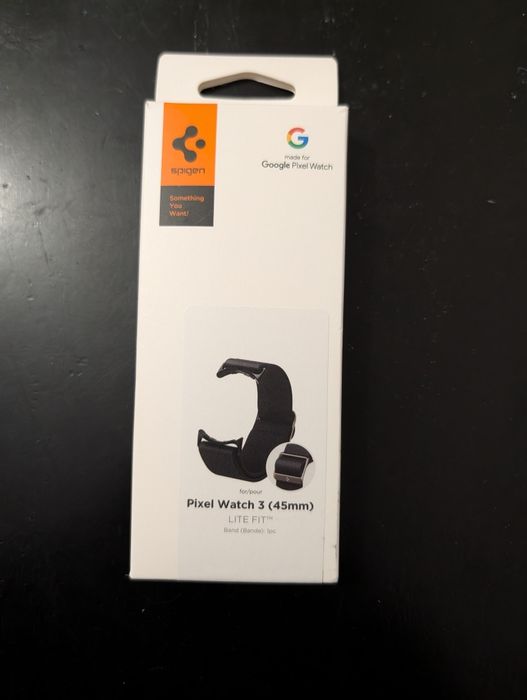 spigen
Something
You
Want!
G
made for
Google Pixel Watch
for/pour
Pixel Watch 3 (45mm)
LITE FIT™
Band (Bande): 1pc